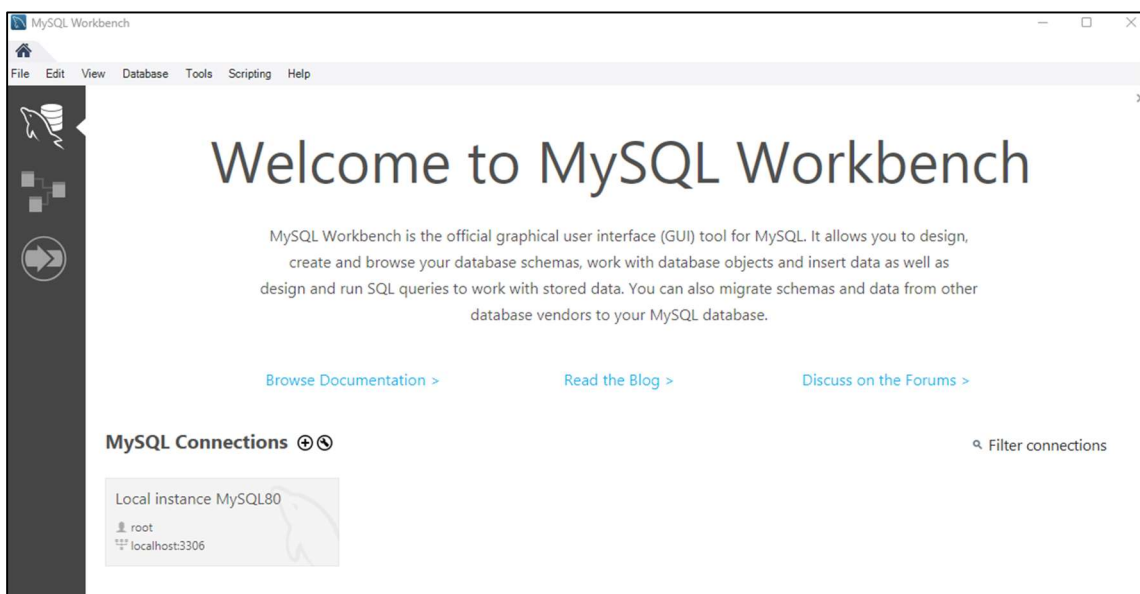 MySQL Workbench
File Edit View Database Tools Scripting Help
Welcome to MySQL Workbench
MySQL Workbench is the official graphical user interface (GUI) tool for MySQL. It allows you to design,
create and browse your database schemas, work with database objects and insert data as well as
design and run SQL queries to work with stored data. You can also migrate schemas and data from other
database vendors to your MySQL database.
Browse Documentation > Read the Blog > Discuss on the Forums >
MySQL Connections Filter connections
Local instance MySQL80
root
localhost:3306